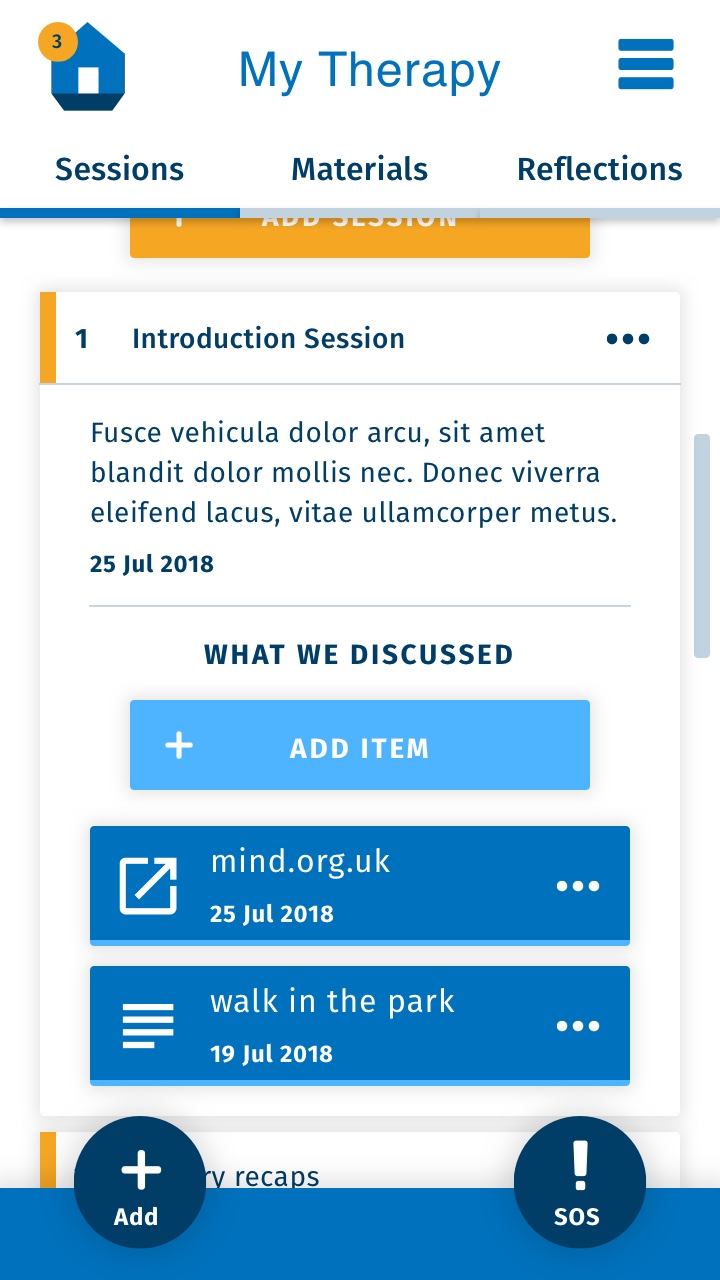 3
My Therapy
Sessions Materials Reflections
ADD SESSION
1 Introduction Session
Fusce vehicula dolor arcu, sit amet
blandit dolor mollis nec. Donec viverra
eleifend lacus, vitae ullamcorper metus.
25 Jul 2018
WHAT WE DISCUSSED
ADD ITEM
mind.org.uk
25 Jul 2018
walk in the park
19 Jul 2018
recaps
Add
SOS